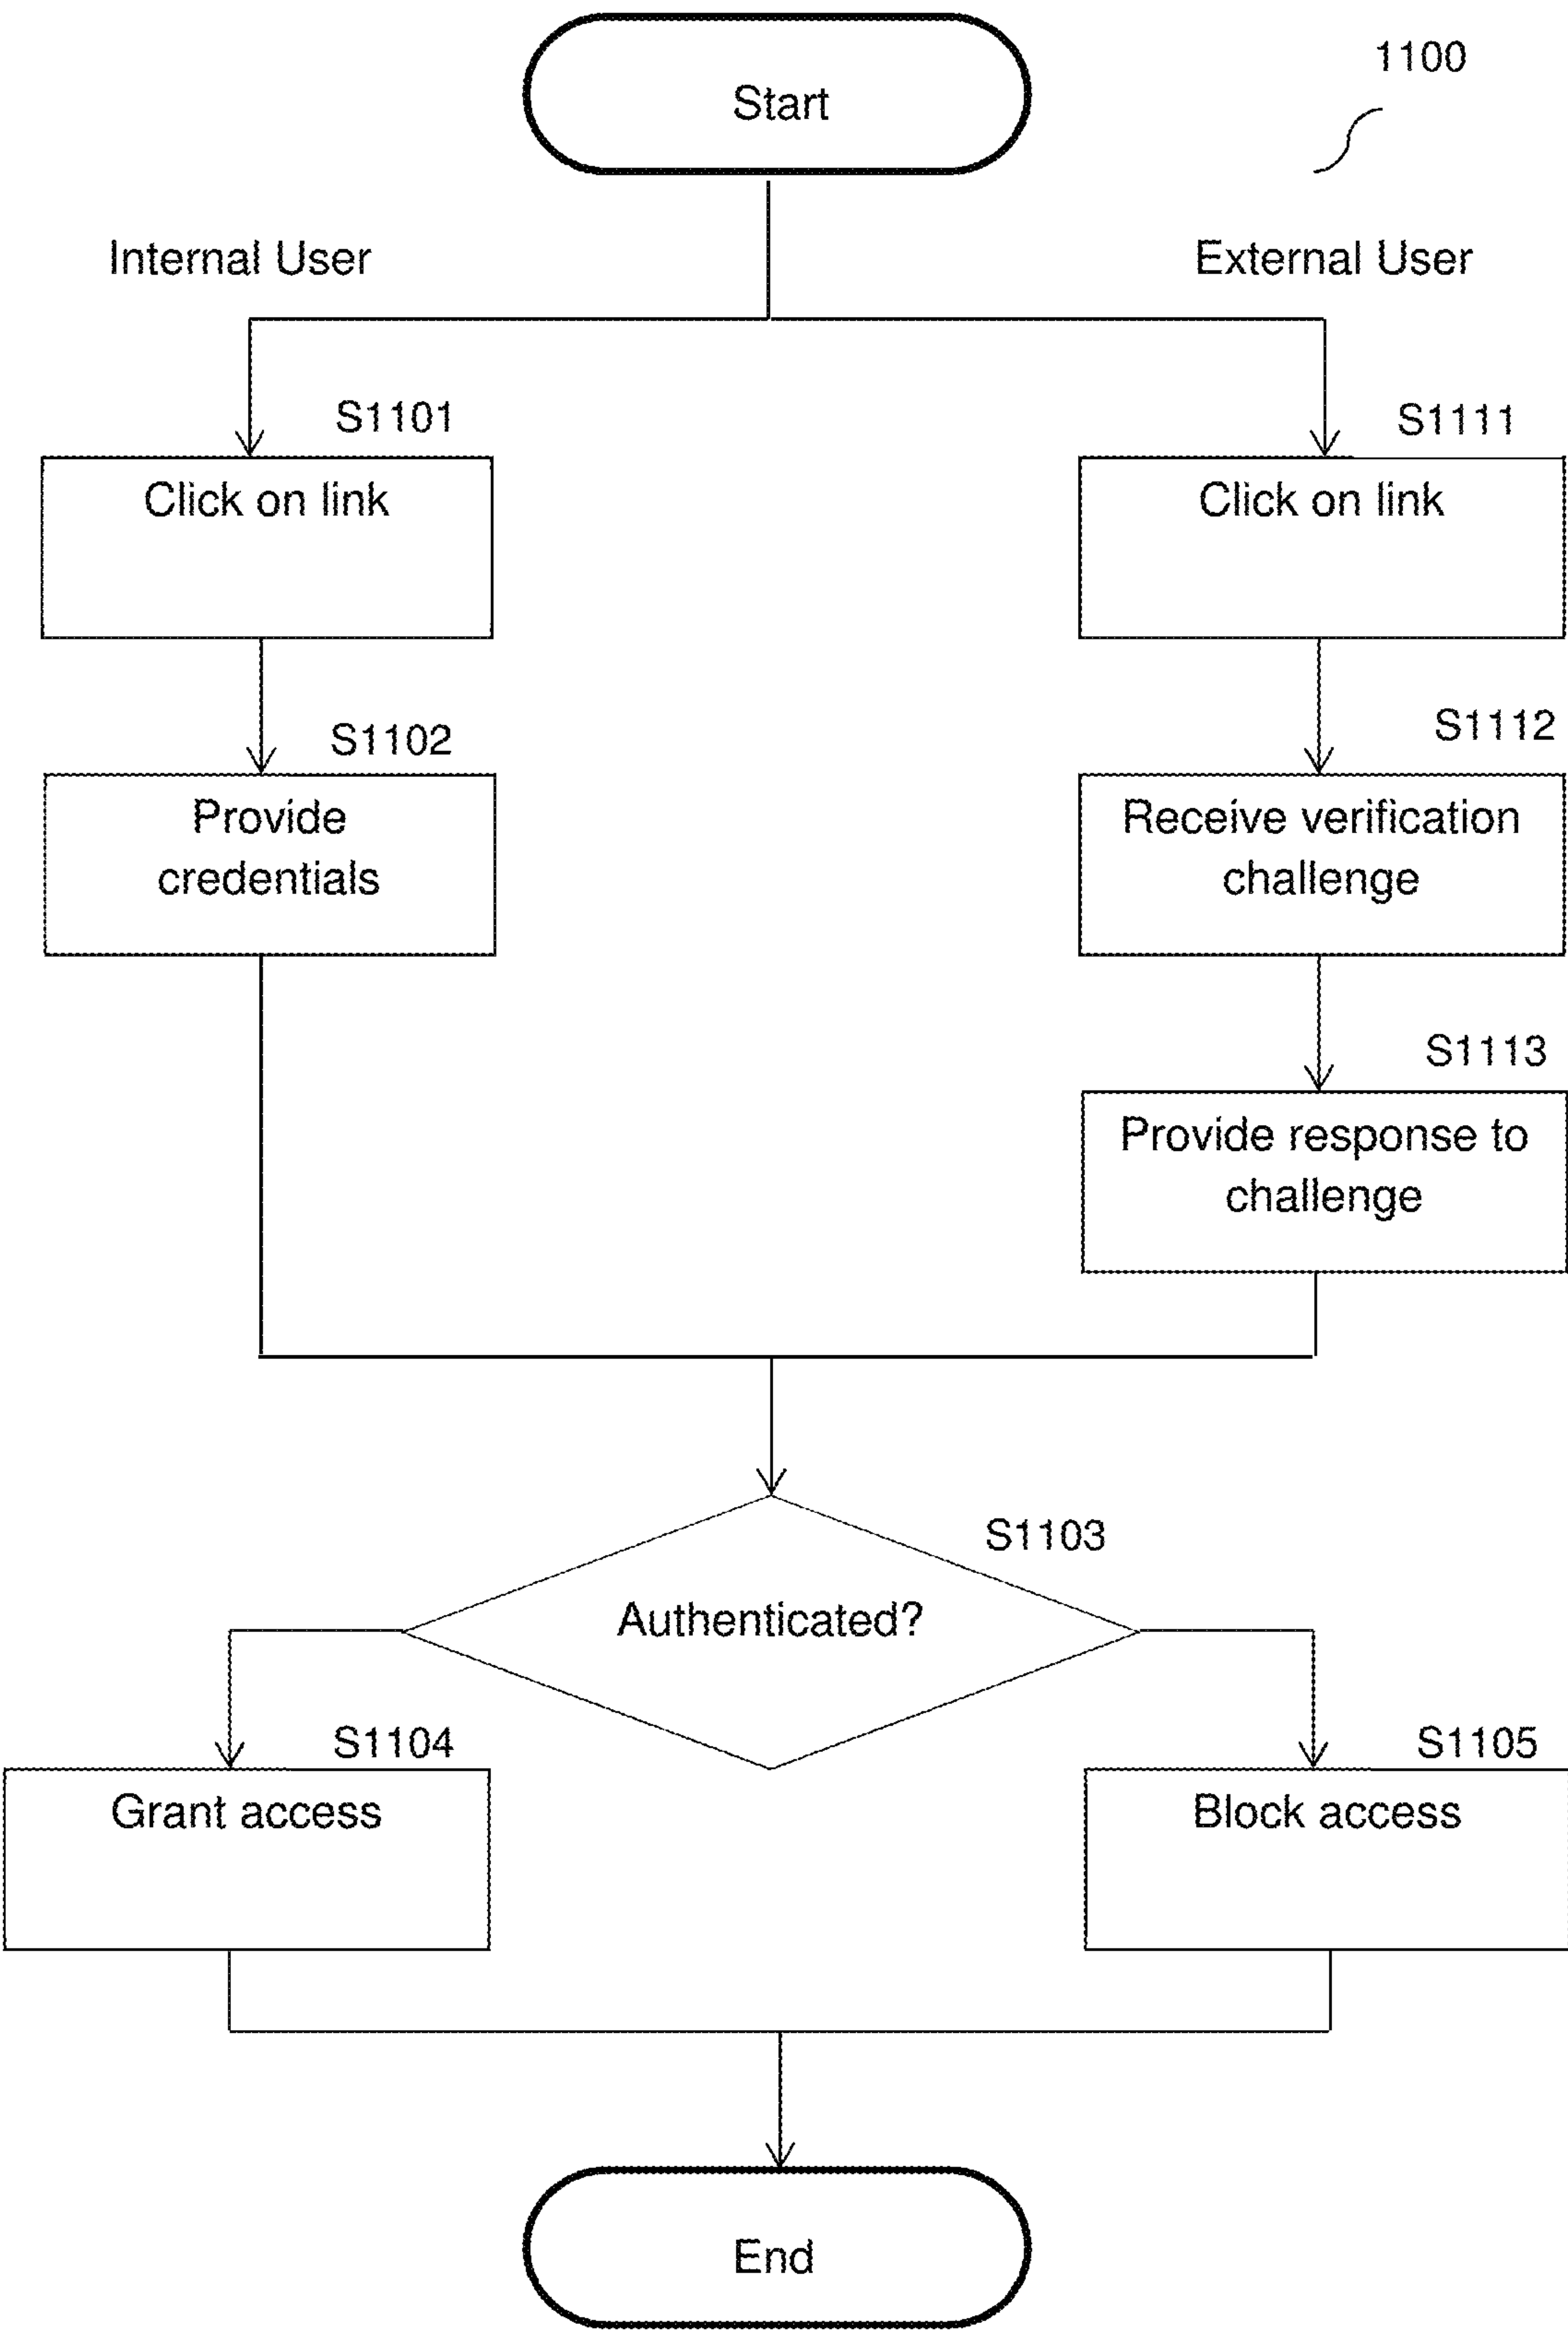 Start
1100
Internal User
External User
S1101
S1111
Click on link
Click on link
S1102
S1112
Provide
credentials
Receive verification
challenge
S1113
Provide response to
challenge
S1103
Authenticated?
S1104
S1105
Grant access
Block access
End